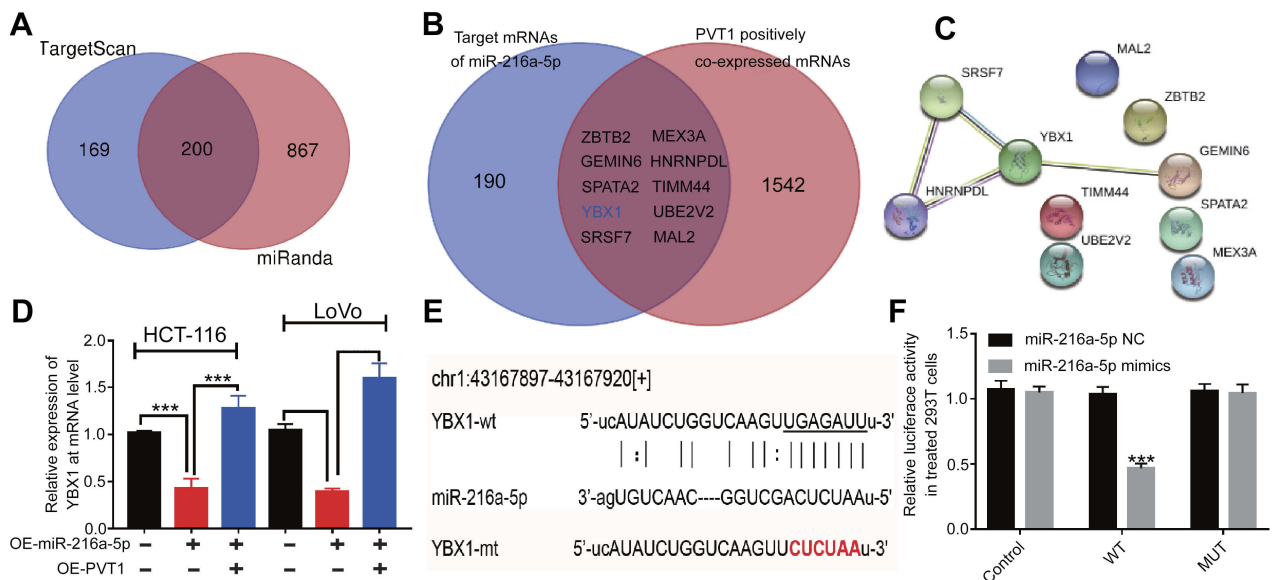 A
TargetScan
169
200
867
miRanda
B
Target mRNAs
of miR-216a-5p
PVT1 positively
co-expressed mRNAs
190
ZBTB2 MEX3A
GEMIN6 HNRNPDL
SPATA2 TIMM44
YBX1 UBE2V2
SRSF7 MAL2
1542
C
MAL2
SRSF7
ZBTB2
YBX1
GEMIN6
HNRNPDL
TIMM44
SPATA2
UBE2V2
MEX3A
D
LoVo
HCT-116
Relative expression of
YBX1 at mRNA lelvel
2.0
1.5
1.0
0.5
0.0
***
***
OE-miR-216a-5p − + + − + +
OE-PVT1 − − + − − +
E
chr1:43167897-43167920[+]
YBX1-wt 5'-ucAUAUCUGGUCAAGUUGAGAUUu-3'
miR-216a-5p 3'-agUGUCAAC----GGUCGACUCUAAu-5'
YBX1-mt 5'-ucAUAUCUGGUCAAGUUCUCUAAu-3'
F
Relative luciferace activity
in treated 293T cells
1.5
1.0
0.5
0.0
miR-216a-5p NC
miR-216a-5p mimics
***
Control
WT
MUT